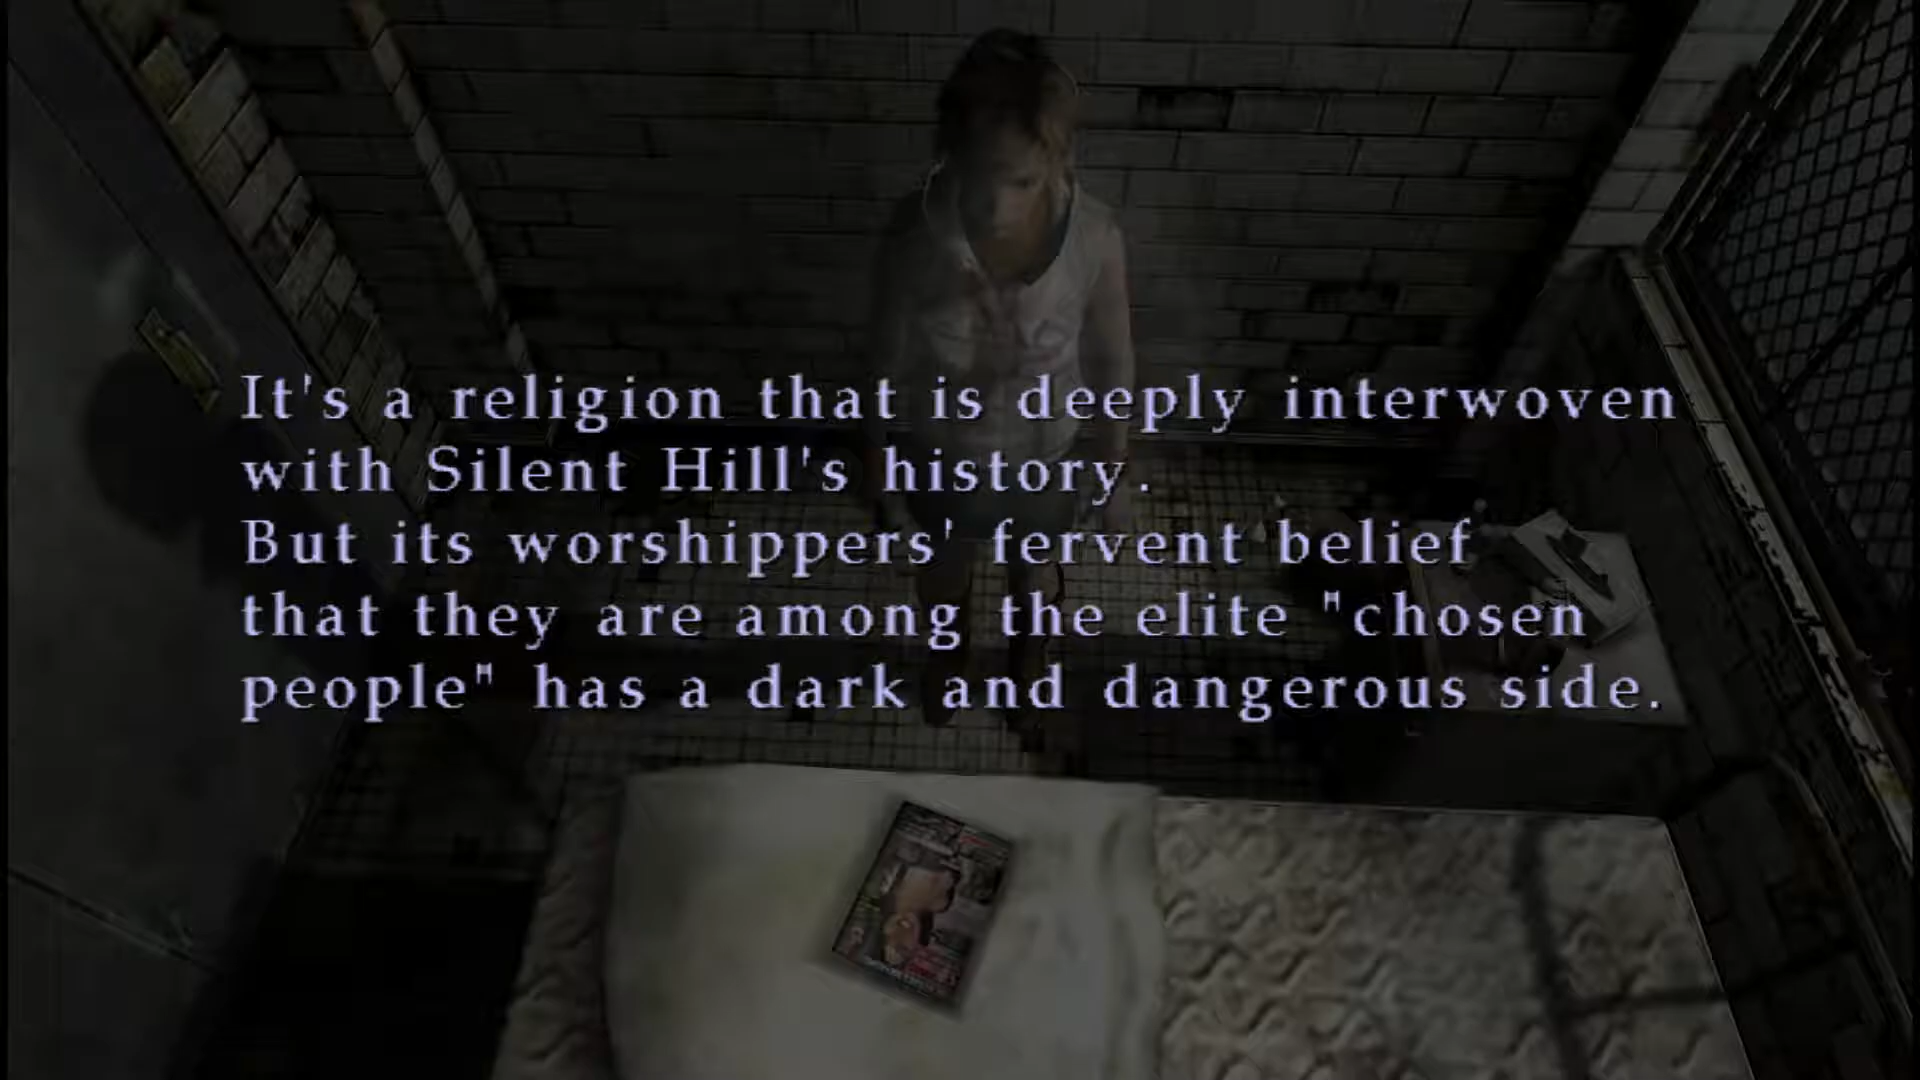 It's a religion that is deeply interwoven
with Silent Hill's history.
But its worshippers' fervent belief
that they are among the elite "chosen
people" has a dark and dangerous side.